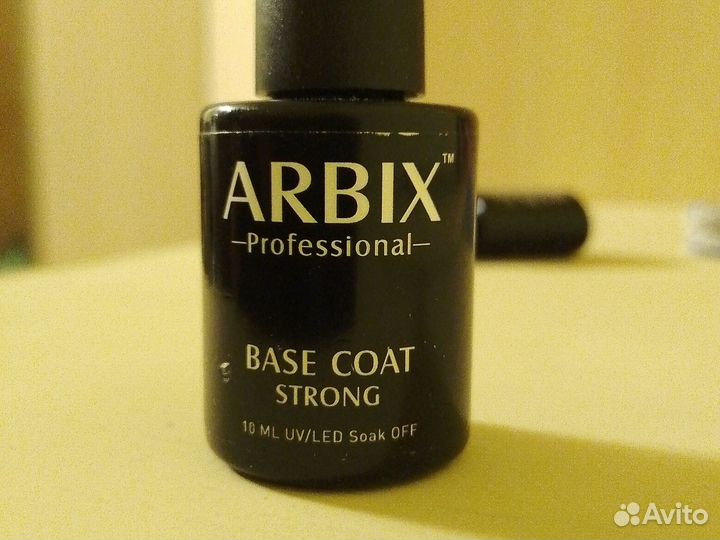 ARBIX™
–Professional–
BASE COAT
STRONG
10 ML UV/LED Soak OFF
Avito